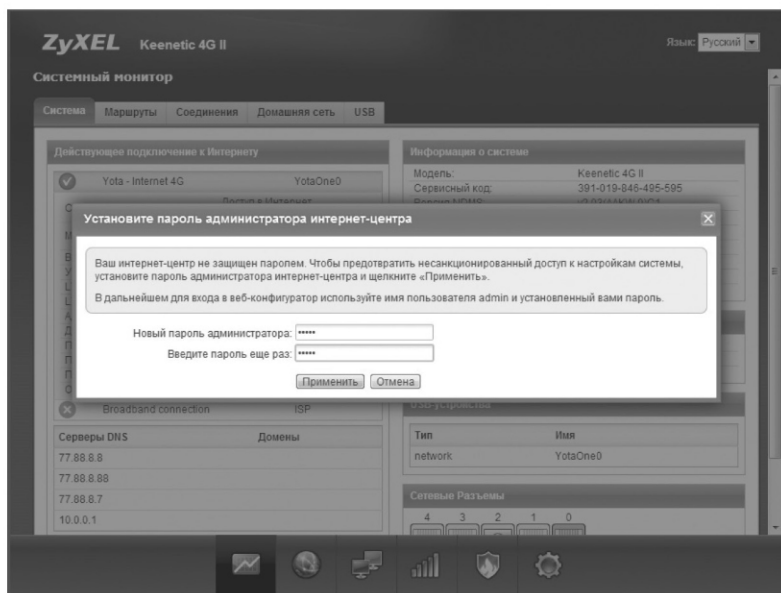 ZyXEL Keenetic 4G II
Язык: Русский
Системный монитор
Система Маршруты Соединения Домашняя сеть USB
Действующее подключение к Интернету
Yota - Internet 4G YotaOne0
Доступ в Интернет
Информация о системе
Модель: Keenetic 4G II
Сервисный код: 391-019-846-495-595
Установите пароль администратора интернет-центра
Ваш интернет-центр не защищен паролем. Чтобы предотвратить несанкционированный доступ к настройкам системы,
установите пароль администратора интернет-центра и щелкните «Применить».
В дальнейшем для входа в веб-конфигуратор используйте имя пользователя admin и установленный вами пароль.
Новый пароль администратора: •••••
Введите пароль еще раз: •••••
Применить Отмена
Broadband connection ISP
Серверы DNS Домены
77.88.8.8
77.88.8.88
77.88.8.7
10.0.0.1
USB-устройства
Тип Имя
network YotaOne0
Сетевые Разъемы
4 3 2 1 0